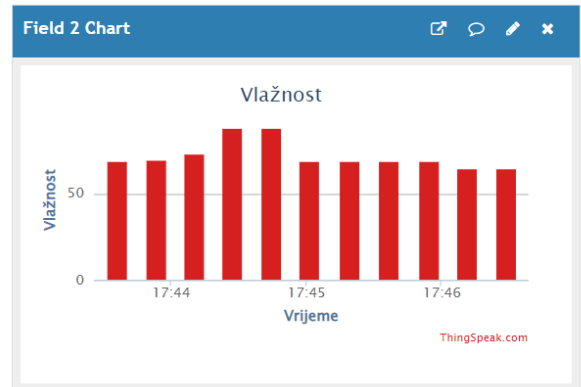 Field 2 Chart
Vlažnost
Vlažnost
50
0
17:44 17:45 17:46
Vrijeme
ThingSpeak.com